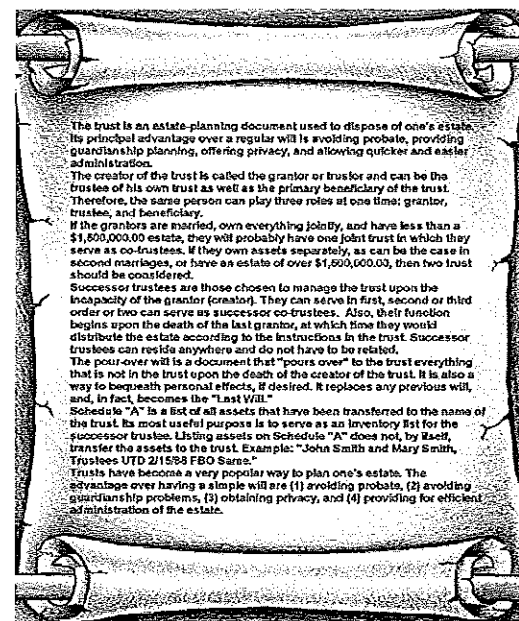 The trust is an estate-planning document used to dispose of one's estate.
Its principal advantage over a regular will is avoiding probate, providing
guardianship planning, offering privacy, and allowing quicker and easier
administration.
The creator of the trust is called the grantor or trustor and can be the
trustee of his own trust as well as the primary beneficiary of the trust.
Therefore, the same person can play three roles at one time: grantor,
trustee, and beneficiary.
If the grantors are married, own everything jointly, and have less than a
estate, they will probably have one joint trust in which they
serve as co-trustees. If they own assets separately, as can be the case in
second marriages, or have an estate of over then two trust
should be considered.
Successor trustees are those chosen to manage the trust upon the
incapacity of the grantor (creator). They can serve in first, second or third
order or two can serve as successor co-trustees. Also, their function
begins upon the death of the last grantor, at which time they would
distribute the estate according to the instructions in the trust. Successor
trustees can reside anywhere and do not have to be related.
The pour-over will is a document that "pours over" to the trust everything
that is not in the trust upon the death of the creator of the trust. It is also a
way to bequeath personal effects, if desired. It replaces any previous will,
and, in fact, becomes the "Last Will."
Schedule "A" is a list of all assets that have been transferred to the name of
the trust. Its most useful purpose is to serve as an inventory list for the
successor trustee. Listing assets on Schedule "A" does not, by itself,
transfer the assets to the trust. Example: "John Smith and Mary Smith,
Trustees UTD 2/15/88 FBO Same."
Trusts have become a very popular way to plan one's estate. The
advantage over having a simple will are (1) avoiding probate, (2) avoiding
guardianship problems, (3) obtaining privacy, and (4) providing for efficient
administration of the estate.